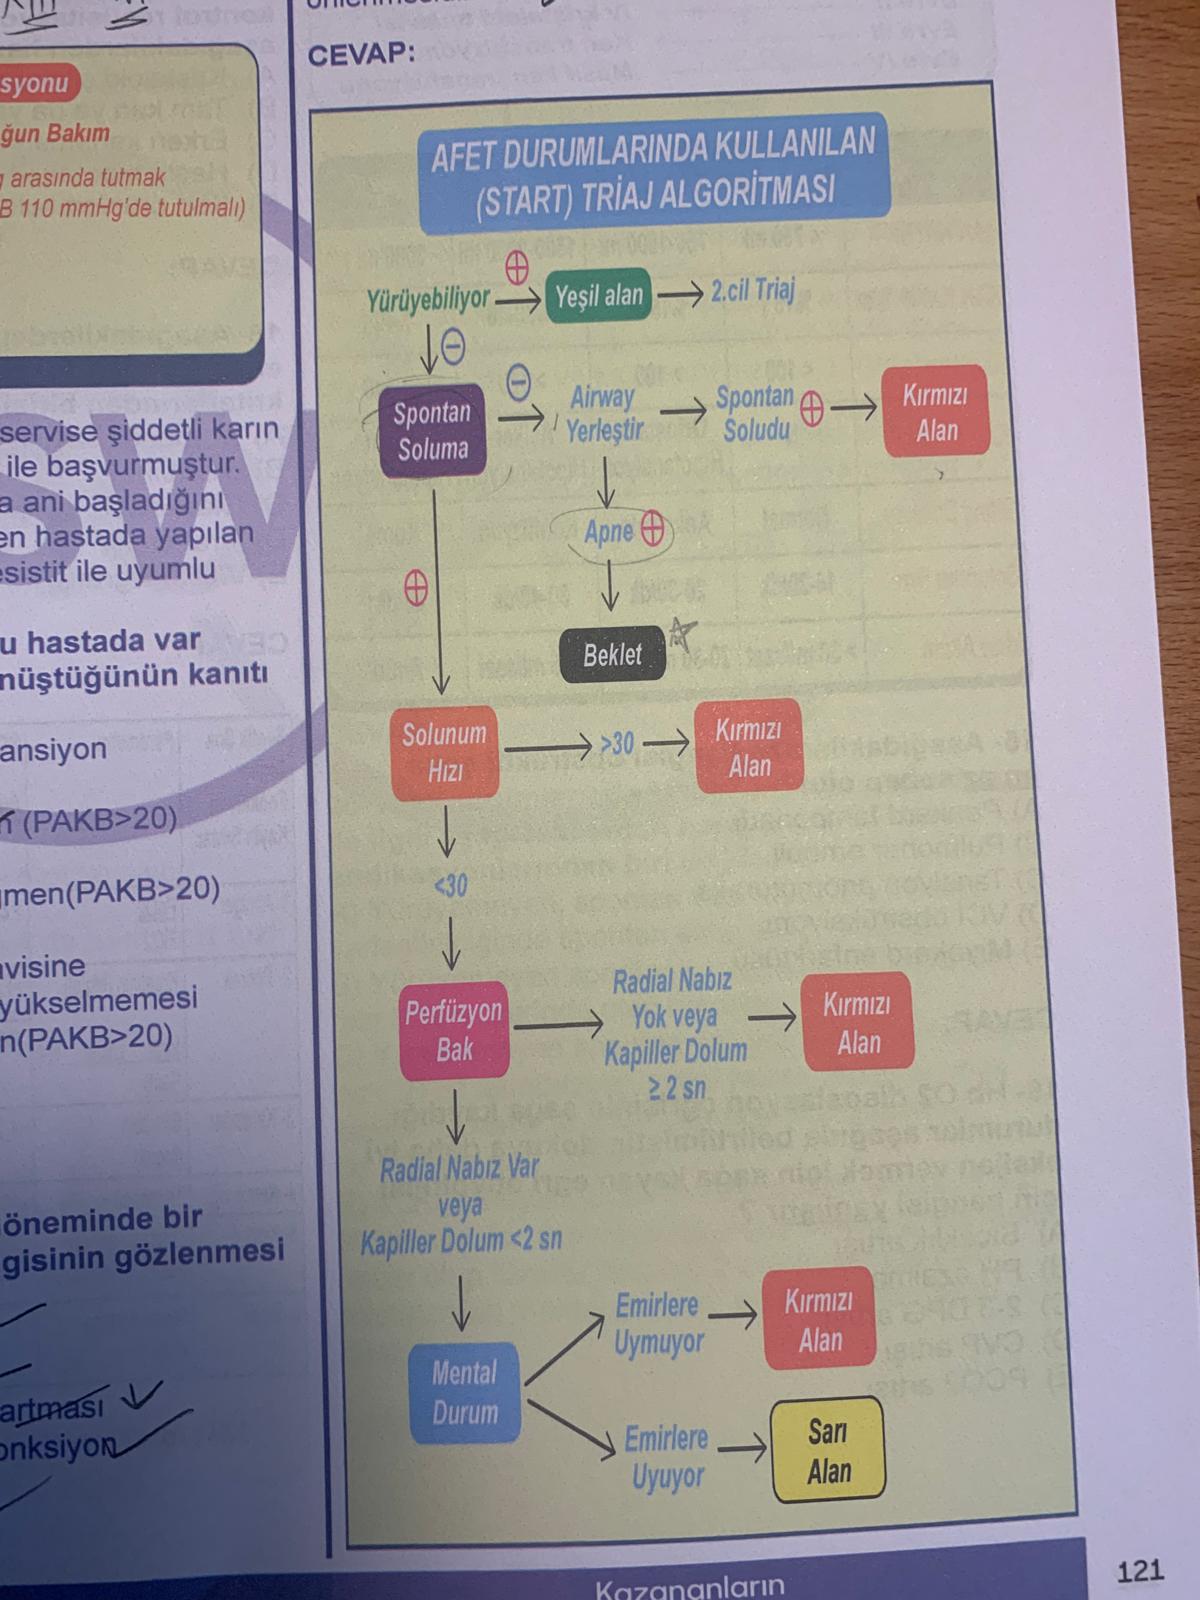 syonu
ğun Bakım
arasında tutmak
B 110 mmHg'de tutulmalı)
servise şiddetli karın
ile başvurmuştur.
a ani başladığını
en hastada yapılan
esistit ile uyumlu
u hastada var
nüştüğünün kanıtı
ansiyon
(PAKB>20)
men(PAKB>20)
avisine
yükselmemesi
n(PAKB>20)
öneminde bir
gisinin gözlenmesi
artması
onksiyon
CEVAP:
AFET DURUMLARINDA KULLANILAN
(START) TRİAJ ALGORİTMASI
Yürüyebiliyor
Yeşil alan
2.cil Triaj
Spontan
Soluma
Airway
Yerleştir
Spontan
Soludu
Kırmızı
Alan
Apne
Beklet
Solunum
Hızı
>30
Kırmızı
Alan
<30
Perfüzyon
Bak
Radial Nabız
Yok veya
Kapiller Dolum
≥ 2 sn
Kırmızı
Alan
Radial Nabız Var
veya
Kapiller Dolum <2 sn
Mental
Durum
Emirlere
Uymuyor
Kırmızı
Alan
Emirlere
Uyuyor
Sarı
Alan
Kazananların
121